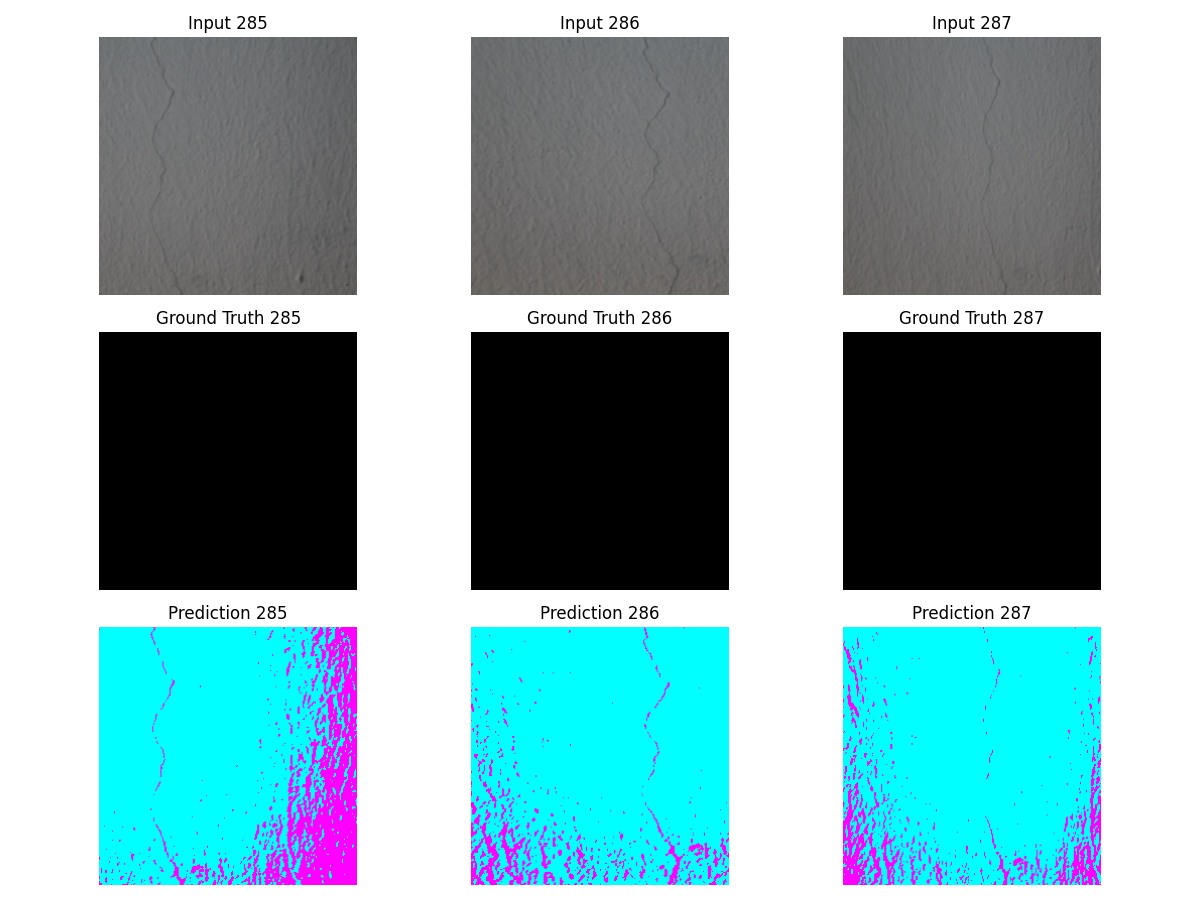 Input 285
Input 286
Input 287
Ground Truth 285
Ground Truth 286
Ground Truth 287
Prediction 285
Prediction 286
Prediction 287